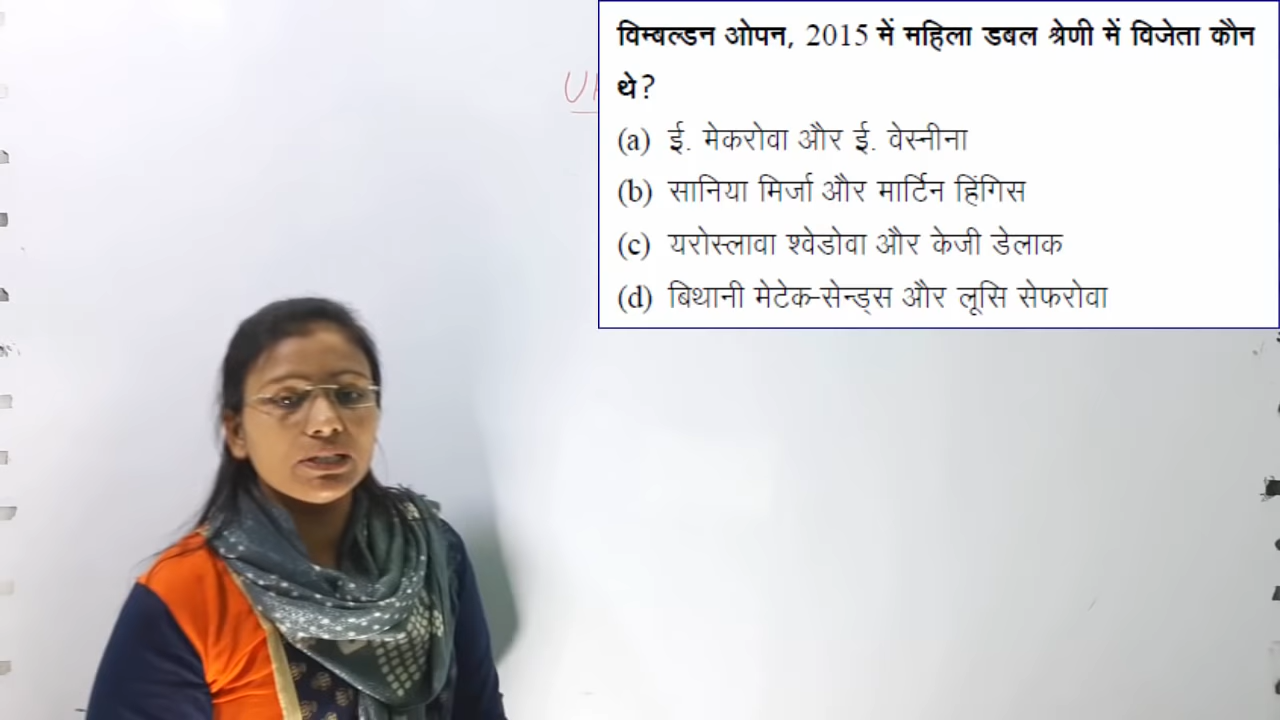 विम्बल्डन ओपन, 2015 में महिला डबल श्रेणी में विजेता कौन
थे?
(a) ई. मेकरोवा और ई. वेस्नीना
(b) सानिया मिर्जा और मार्टिन हिंगिस
(c) यरोस्लावा श्वेडोवा और केजी डेलाक
(d) बिथानी मेटेक-सेन्ड्स और लूसि सेफरोवा